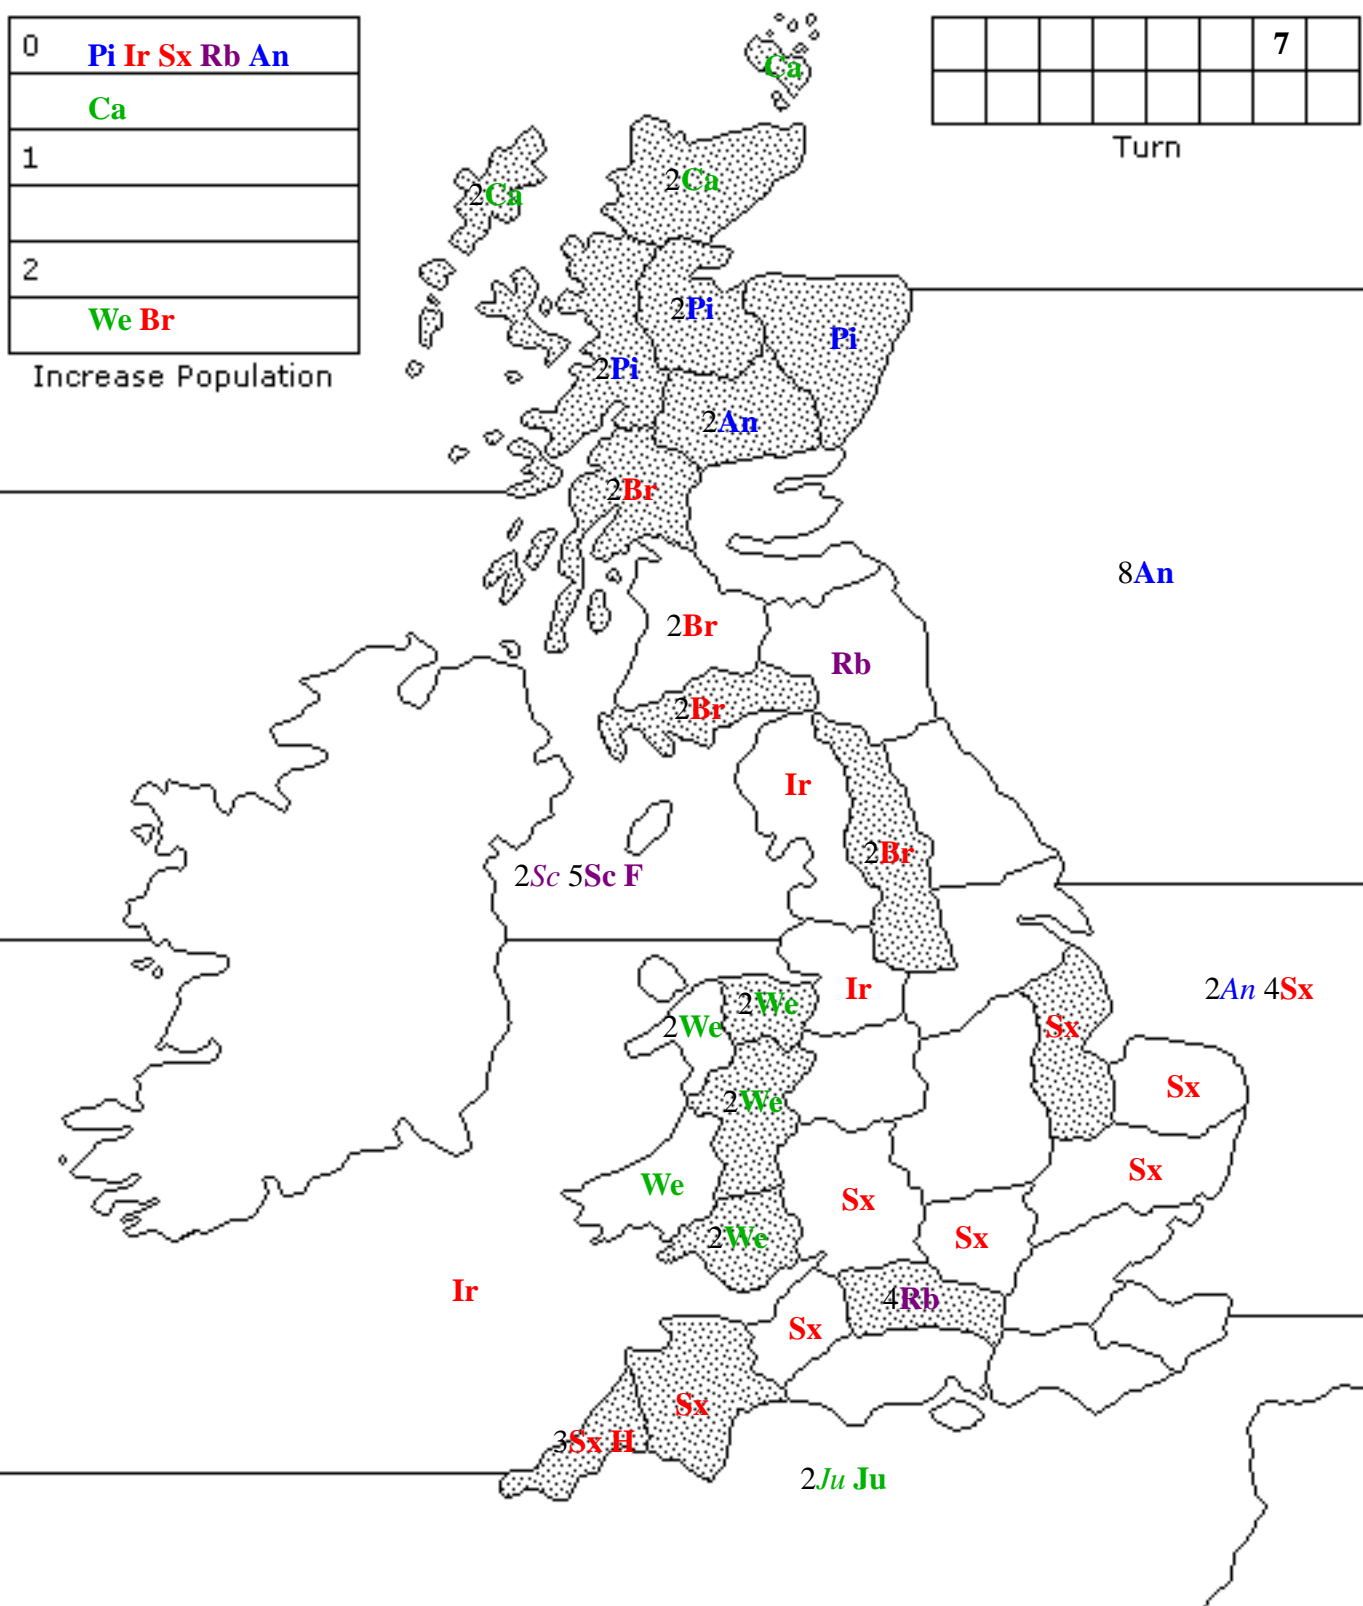 0 Pi Ir Sx Rb An
Ca
1
2
We Br
Increase Population
7
Turn
Ca
2Ca
2Ca
2Pi
Pi
2Pi
2An
2Br
8An
2Br
Rb
2Br
Ir
2Br
2Sc 5Sc F
Ir
2An 4Sx
2We
2We
Sx
Sx
2We
Sx
We
Sx
Sx
2We
Ir
4Rb
Sx
Sx
3Sx H
2Ju Ju